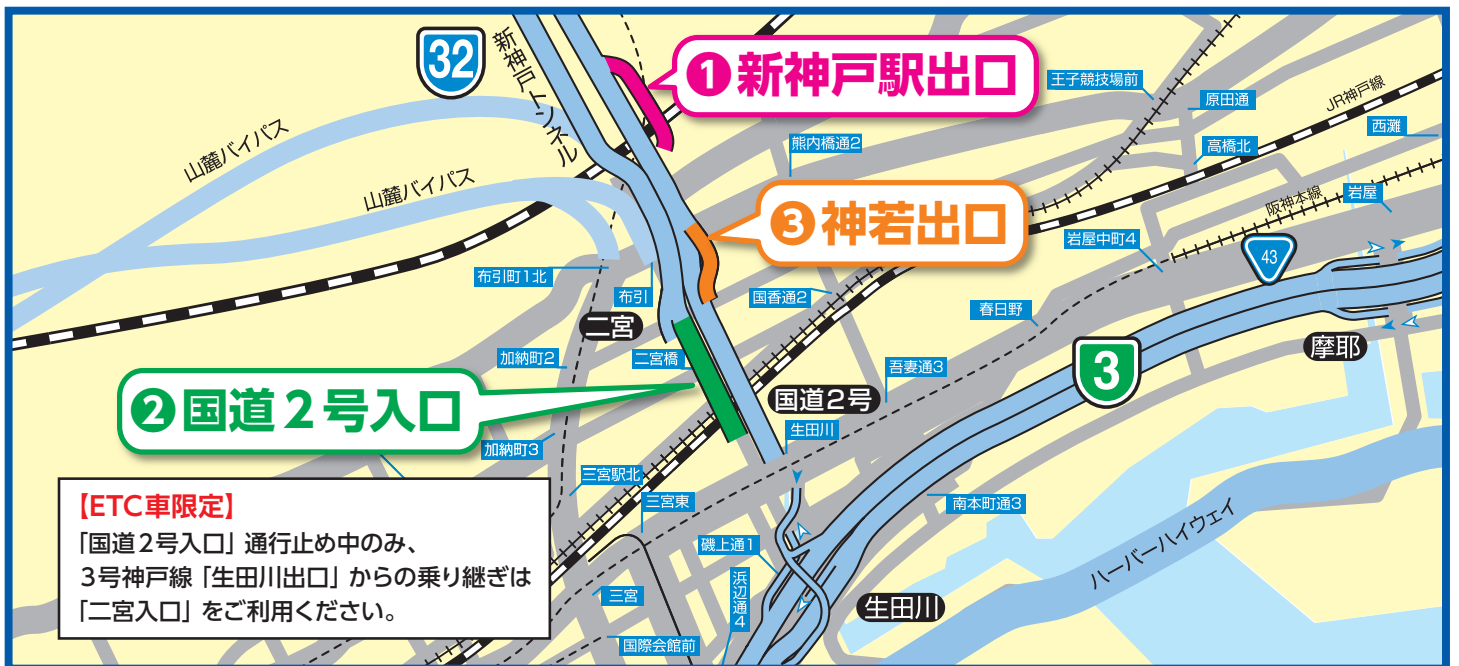 32
新神戸トンネル
❶新神戸駅出口
王子競技場前
原田通
JR神戸線
西灘
山麓バイパス
熊内橋通2
高橋北
山麓バイパス
岩屋
阪神本線
❸神若出口
岩屋中町4
43
布引町1北
布引
国香通2
春日野
二宮
加納町2
二宮橋
吾妻通3
3
摩耶
❷国道2号入口
国道2号
生田川
加納町3
三宮駅北
三宮東
南本町通3
【ETC車限定】
「国道2号入口」通行止め中のみ、
3号神戸線「生田川出口」からの乗り継ぎは
「二宮入口」をご利用ください。
磯上通1
浜辺通4
ハーバーハイウェイ
三宮
生田川
国際会館前